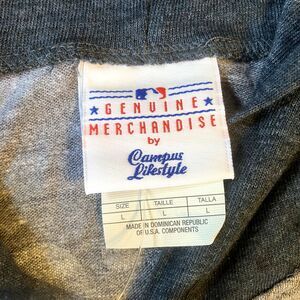 GENUINE
MERCHANDISE
by
Campus
Lifestyle
SIZE TAILLE TALLA
L L L
MADE IN DOMINICAN REPUBLIC
OF U.S.A. COMPONENTS